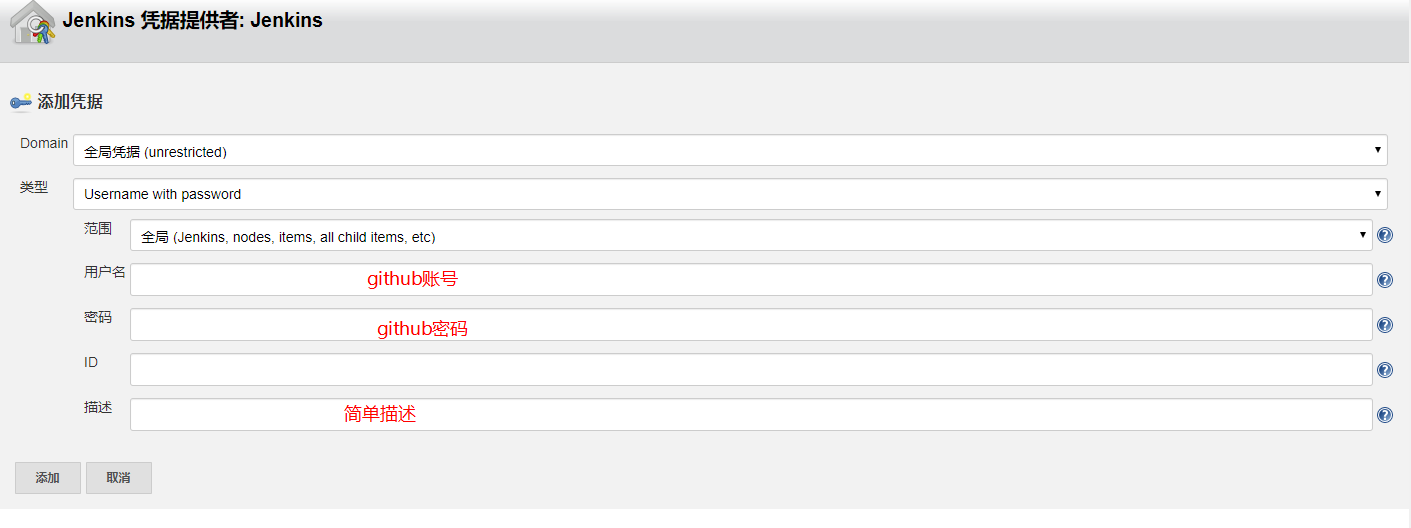 Jenkins 凭据提供者: Jenkins
添加凭据
Domain 全局凭据 (unrestricted)
类型 Username with password
范围 全局 (Jenkins, nodes, items, all child items, etc)
用户名 github账号
密码 github密码
ID
描述 简单描述
添加 取消